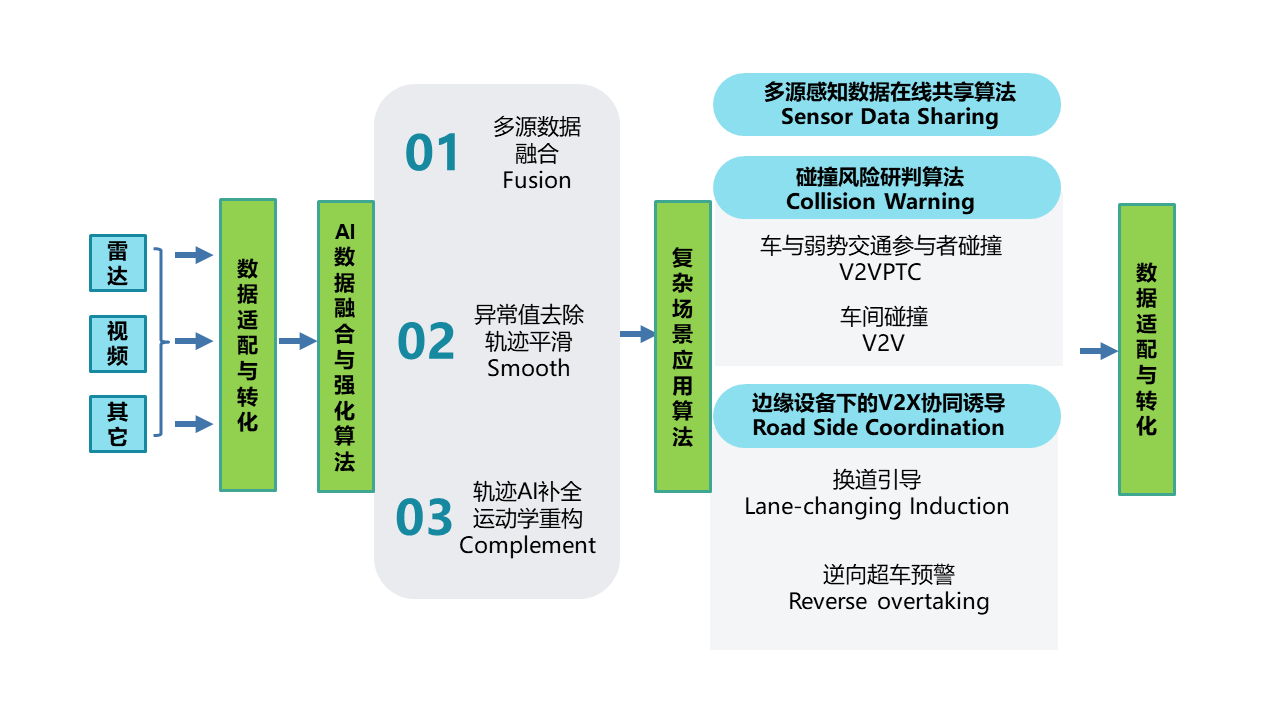 雷
达
视
频
其
它
数
据
适
配
与
转
化
AI
数
据
融
合
与
强
化
算
法
01
多源数据
融合
Fusion
02
异常值去除
轨迹平滑
Smooth
03
轨迹AI补全
运动学重构
Complement
复
杂
场
景
应
用
算
法
多源感知数据在线共享算法
Sensor Data Sharing
碰撞风险研判算法
Collision Warning
车与弱势交通参与者碰撞
V2VPTC
车间碰撞
V2V
边缘设备下的V2X协同诱导
Road Side Coordination
换道引导
Lane-changing Induction
逆向超车预警
Reverse overtaking
数
据
适
配
与
转
化